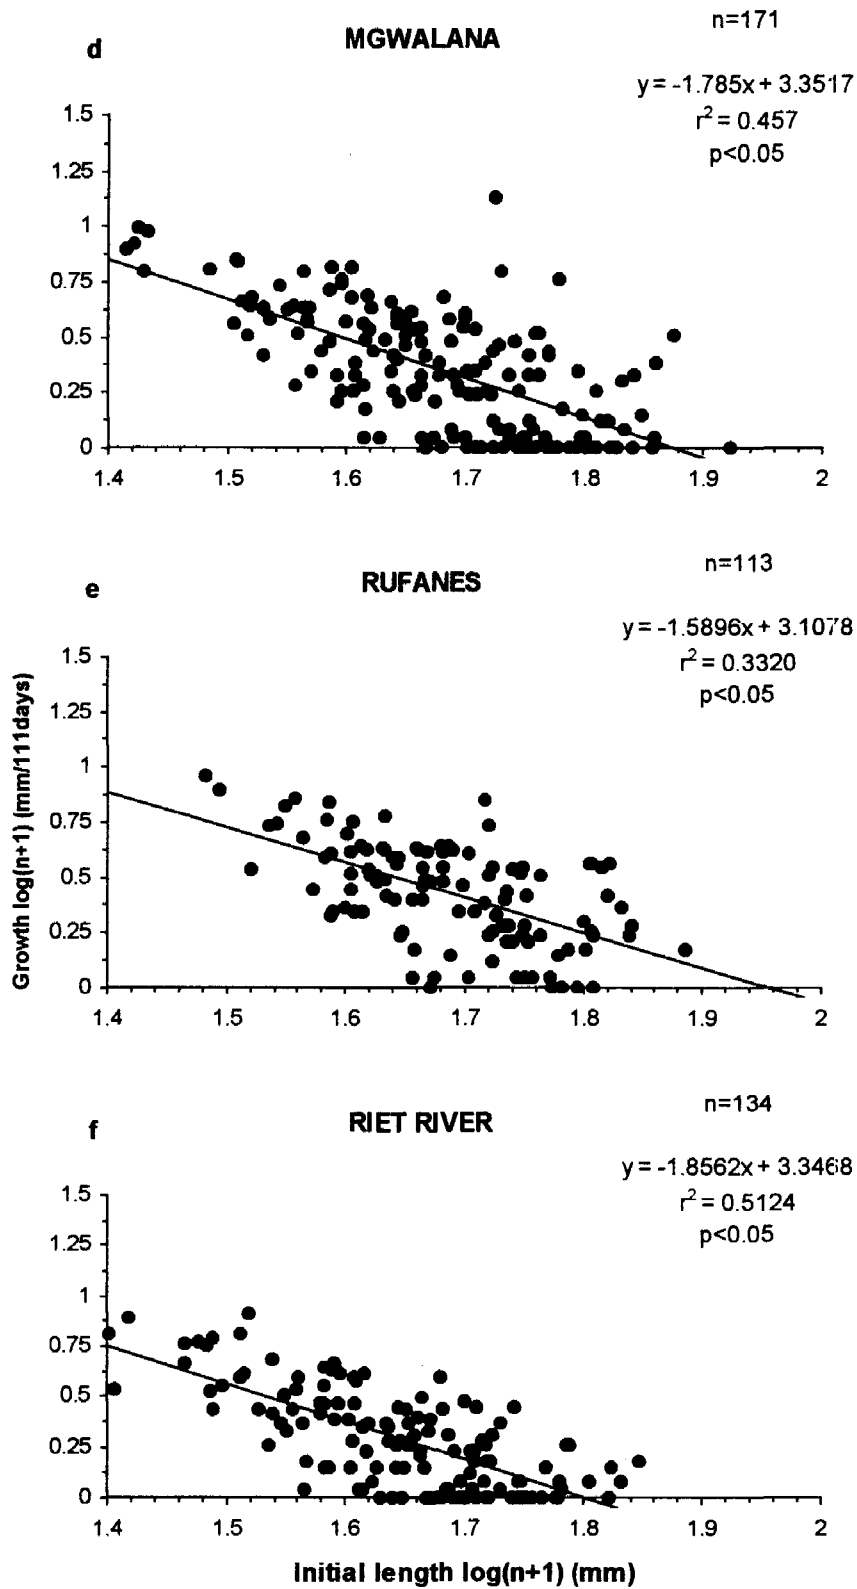 n=171
d MGWALANA
y = -1.785x + 3.3517
r² = 0.457
p<0.05
1.5
1.25
1
0.75
0.5
0.25
0
1.4 1.5 1.6 1.7 1.8 1.9 2
n=113
e RUFANES
y = -1.5896x + 3.1078
r² = 0.3320
p<0.05
1.5
1.25
1
0.75
0.5
0.25
0
1.4 1.5 1.6 1.7 1.8 1.9 2
Growth log(n+1) (mm/111days)
n=134
f RIET RIVER
y = -1.8562x + 3.3468
r² = 0.5124
p<0.05
1.5
1.25
1
0.75
0.5
0.25
0
1.4 1.5 1.6 1.7 1.8 1.9 2
Initial length log(n+1) (mm)